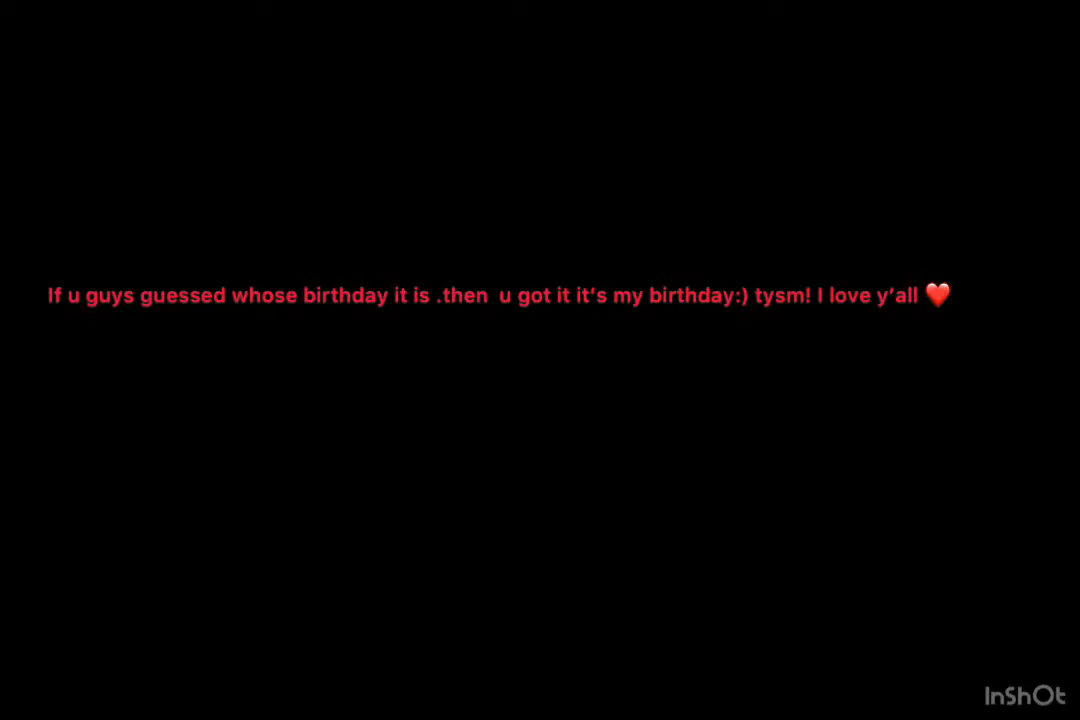 If u guys guessed whose birthday it is .then  u got it it’s my birthday:) tysm! I love y’all ❤️
InShOt